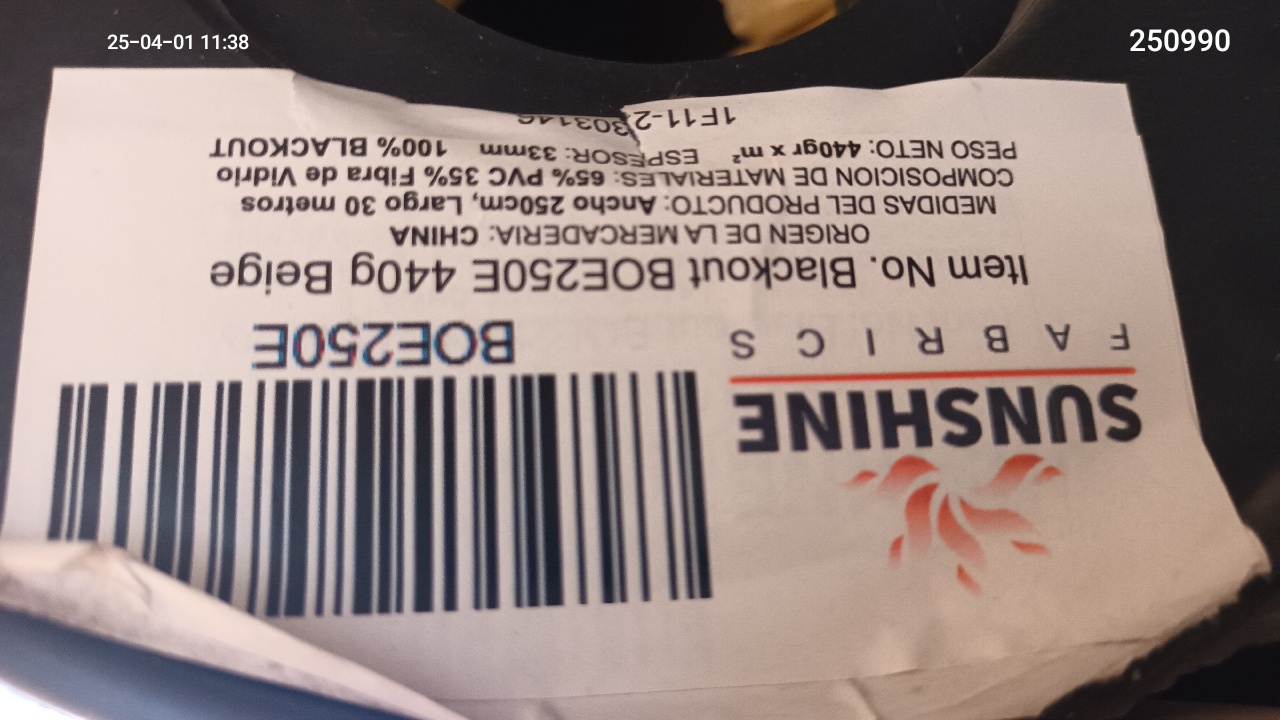 25-04-01 11:38
250990
SUNSHINE
FABRICS
BOE250E
Item No. Blackout BOE250E 440g Beige
ORIGEN DE LA MERCADERIA: CHINA
MEDIDAS DEL PRODUCTO: Ancho 250cm, Largo 30 metros
COMPOSICION DE MATERIALES: 65% PVC 35% Fibra de Vidrio
PESO NETO: 440gr x m² ESPESOR: 33mm 100% BLACKOUT